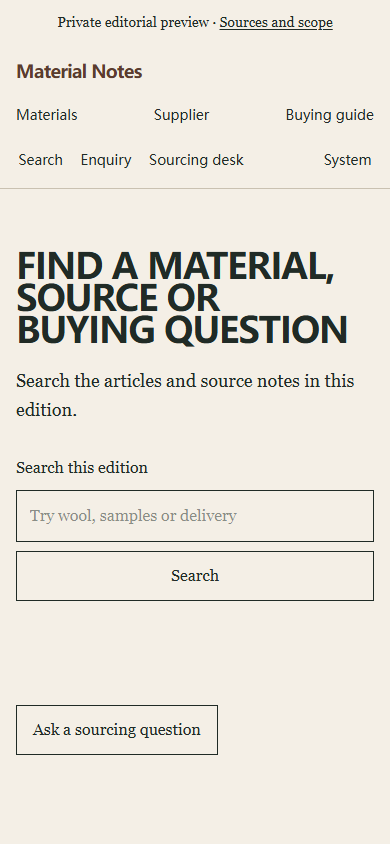 Private editorial preview · Sources and scope
Material Notes
Materials Supplier Buying guide
Search Enquiry Sourcing desk System
FIND A MATERIAL,
SOURCE OR
BUYING QUESTION
Search the articles and source notes in this
edition.
Search this edition
Try wool, samples or delivery
Search
Ask a sourcing question